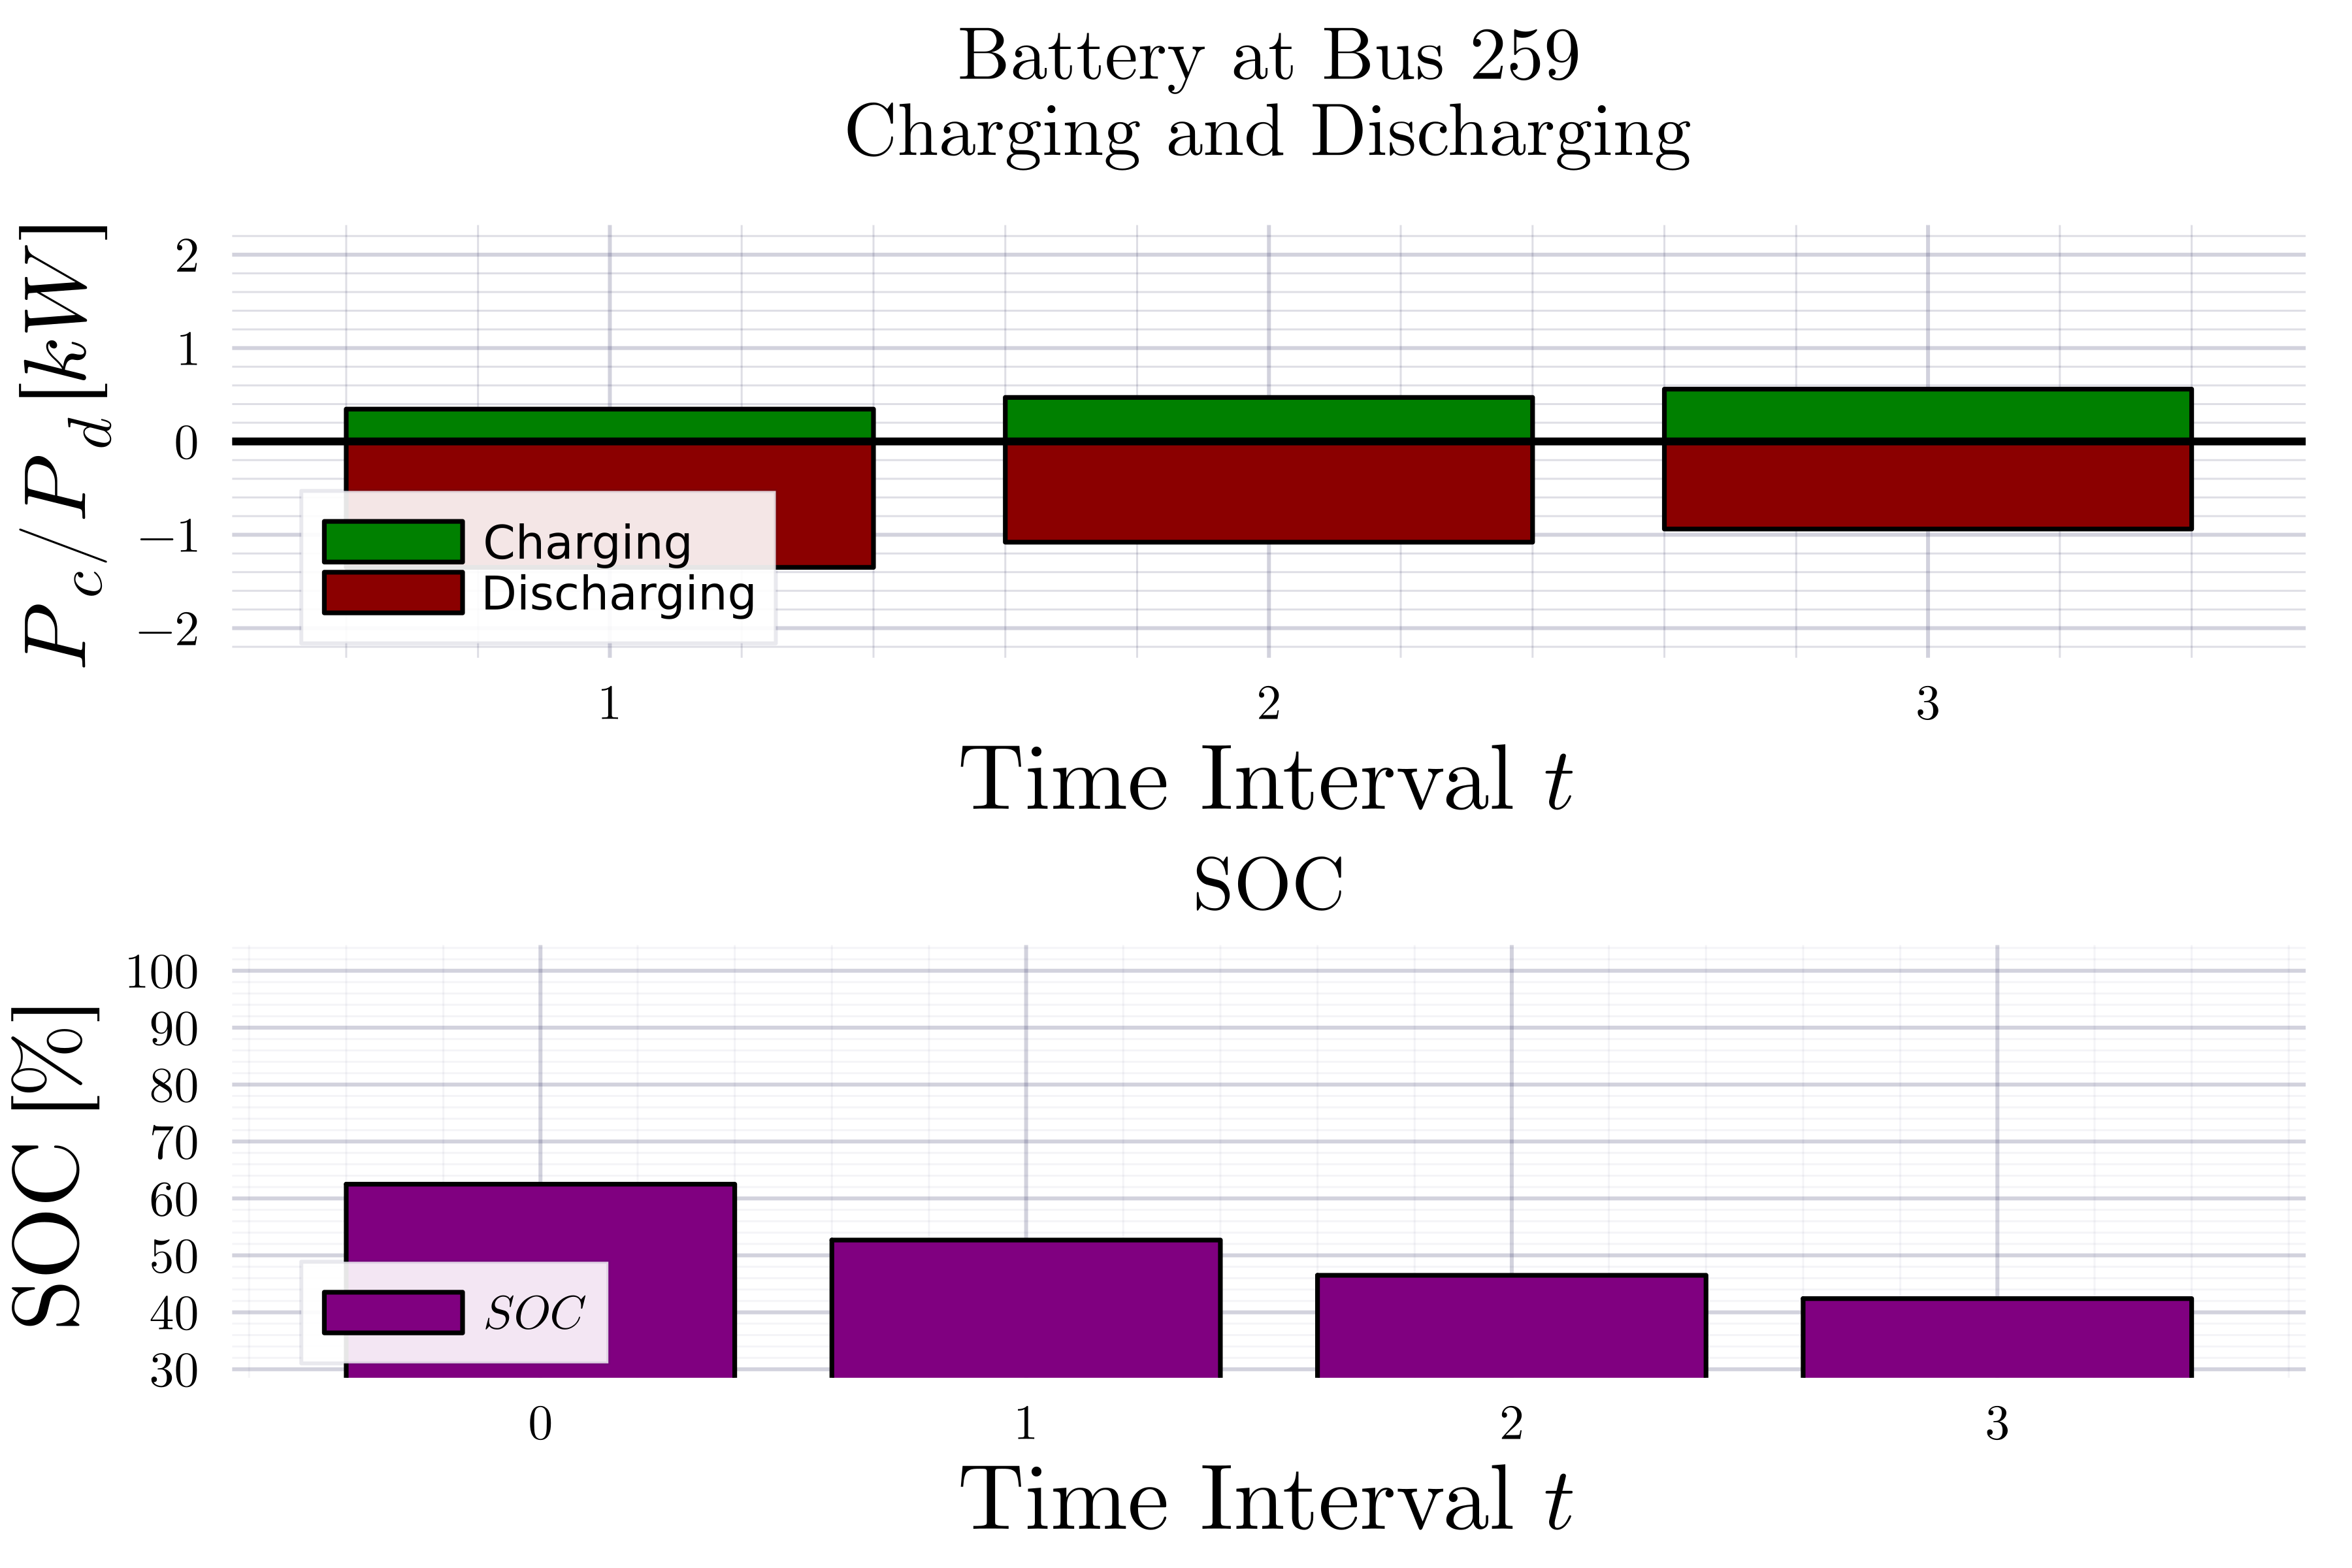 Battery at Bus 259
Charging and Discharging
P_c/P_d [kW]
2
1
0
−1
−2
Charging
Discharging
1 2 3
Time Interval t
SOC
SOC [%]
100
90
80
70
60
50
40
30
SOC
0 1 2 3
Time Interval t